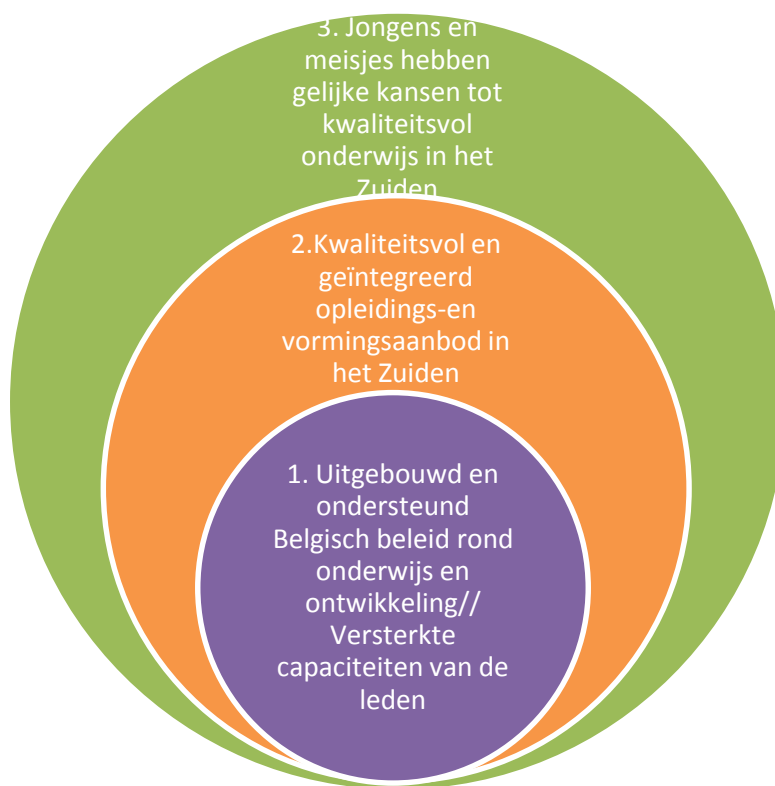 3. Jongens en
meisjes hebben
gelijke kansen tot
kwaliteitsvol
onderwijs in het
Zuiden
2.Kwaliteitsvol en
geïntegreerd
opleidings-en
vormingsaanbod in
het Zuiden
1. Uitgebouwd en
ondersteund
Belgisch beleid rond
onderwijs en
ontwikkeling//
Versterkte
capaciteiten van de
leden